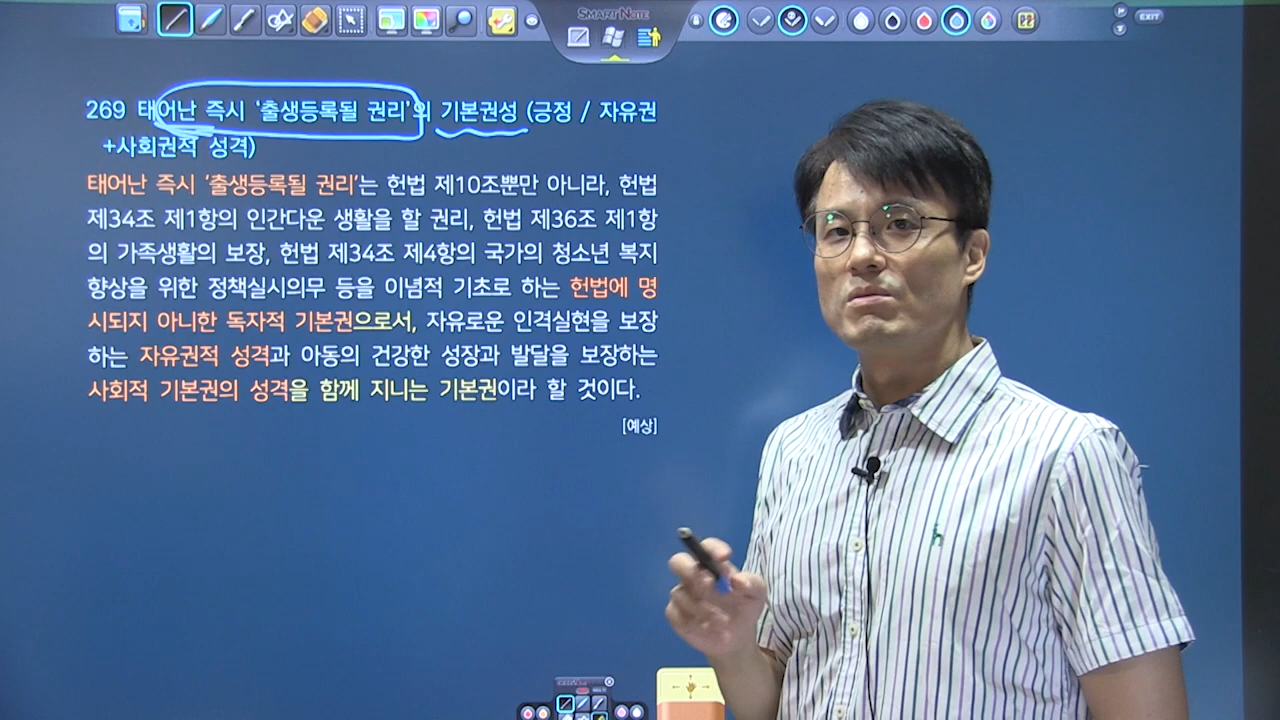 SMART NOTE
EXIT
269 태어난 즉시 '출생등록될 권리'의 기본권성 (긍정 / 자유권
+사회권적 성격)
태어난 즉시 '출생등록될 권리'는 헌법 제10조뿐만 아니라, 헌법
제34조 제1항의 인간다운 생활을 할 권리, 헌법 제36조 제1항
의 가족생활의 보장, 헌법 제34조 제4항의 국가의 청소년 복지
향상을 위한 정책실시의무 등을 이념적 기초로 하는 헌법에 명
시되지 아니한 독자적 기본권으로서, 자유로운 인격실현을 보장
하는 자유권적 성격과 아동의 건강한 성장과 발달을 보장하는
사회적 기본권의 성격을 함께 지니는 기본권이라 할 것이다.
[예상]